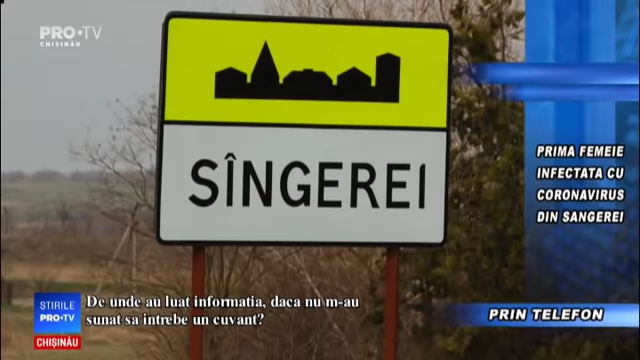 PRO•TV
CHIȘINĂU
SÎNGEREI
PRIMA FEMEIE
INFECTATA CU
CORONAVIRUS
DIN SANGEREI
De unde au luat informatia, daca nu m-au
sunat sa intrebe un cuvant?
STIRILE
PRO•TV
CHIȘINĂU
PRIN TELEFON